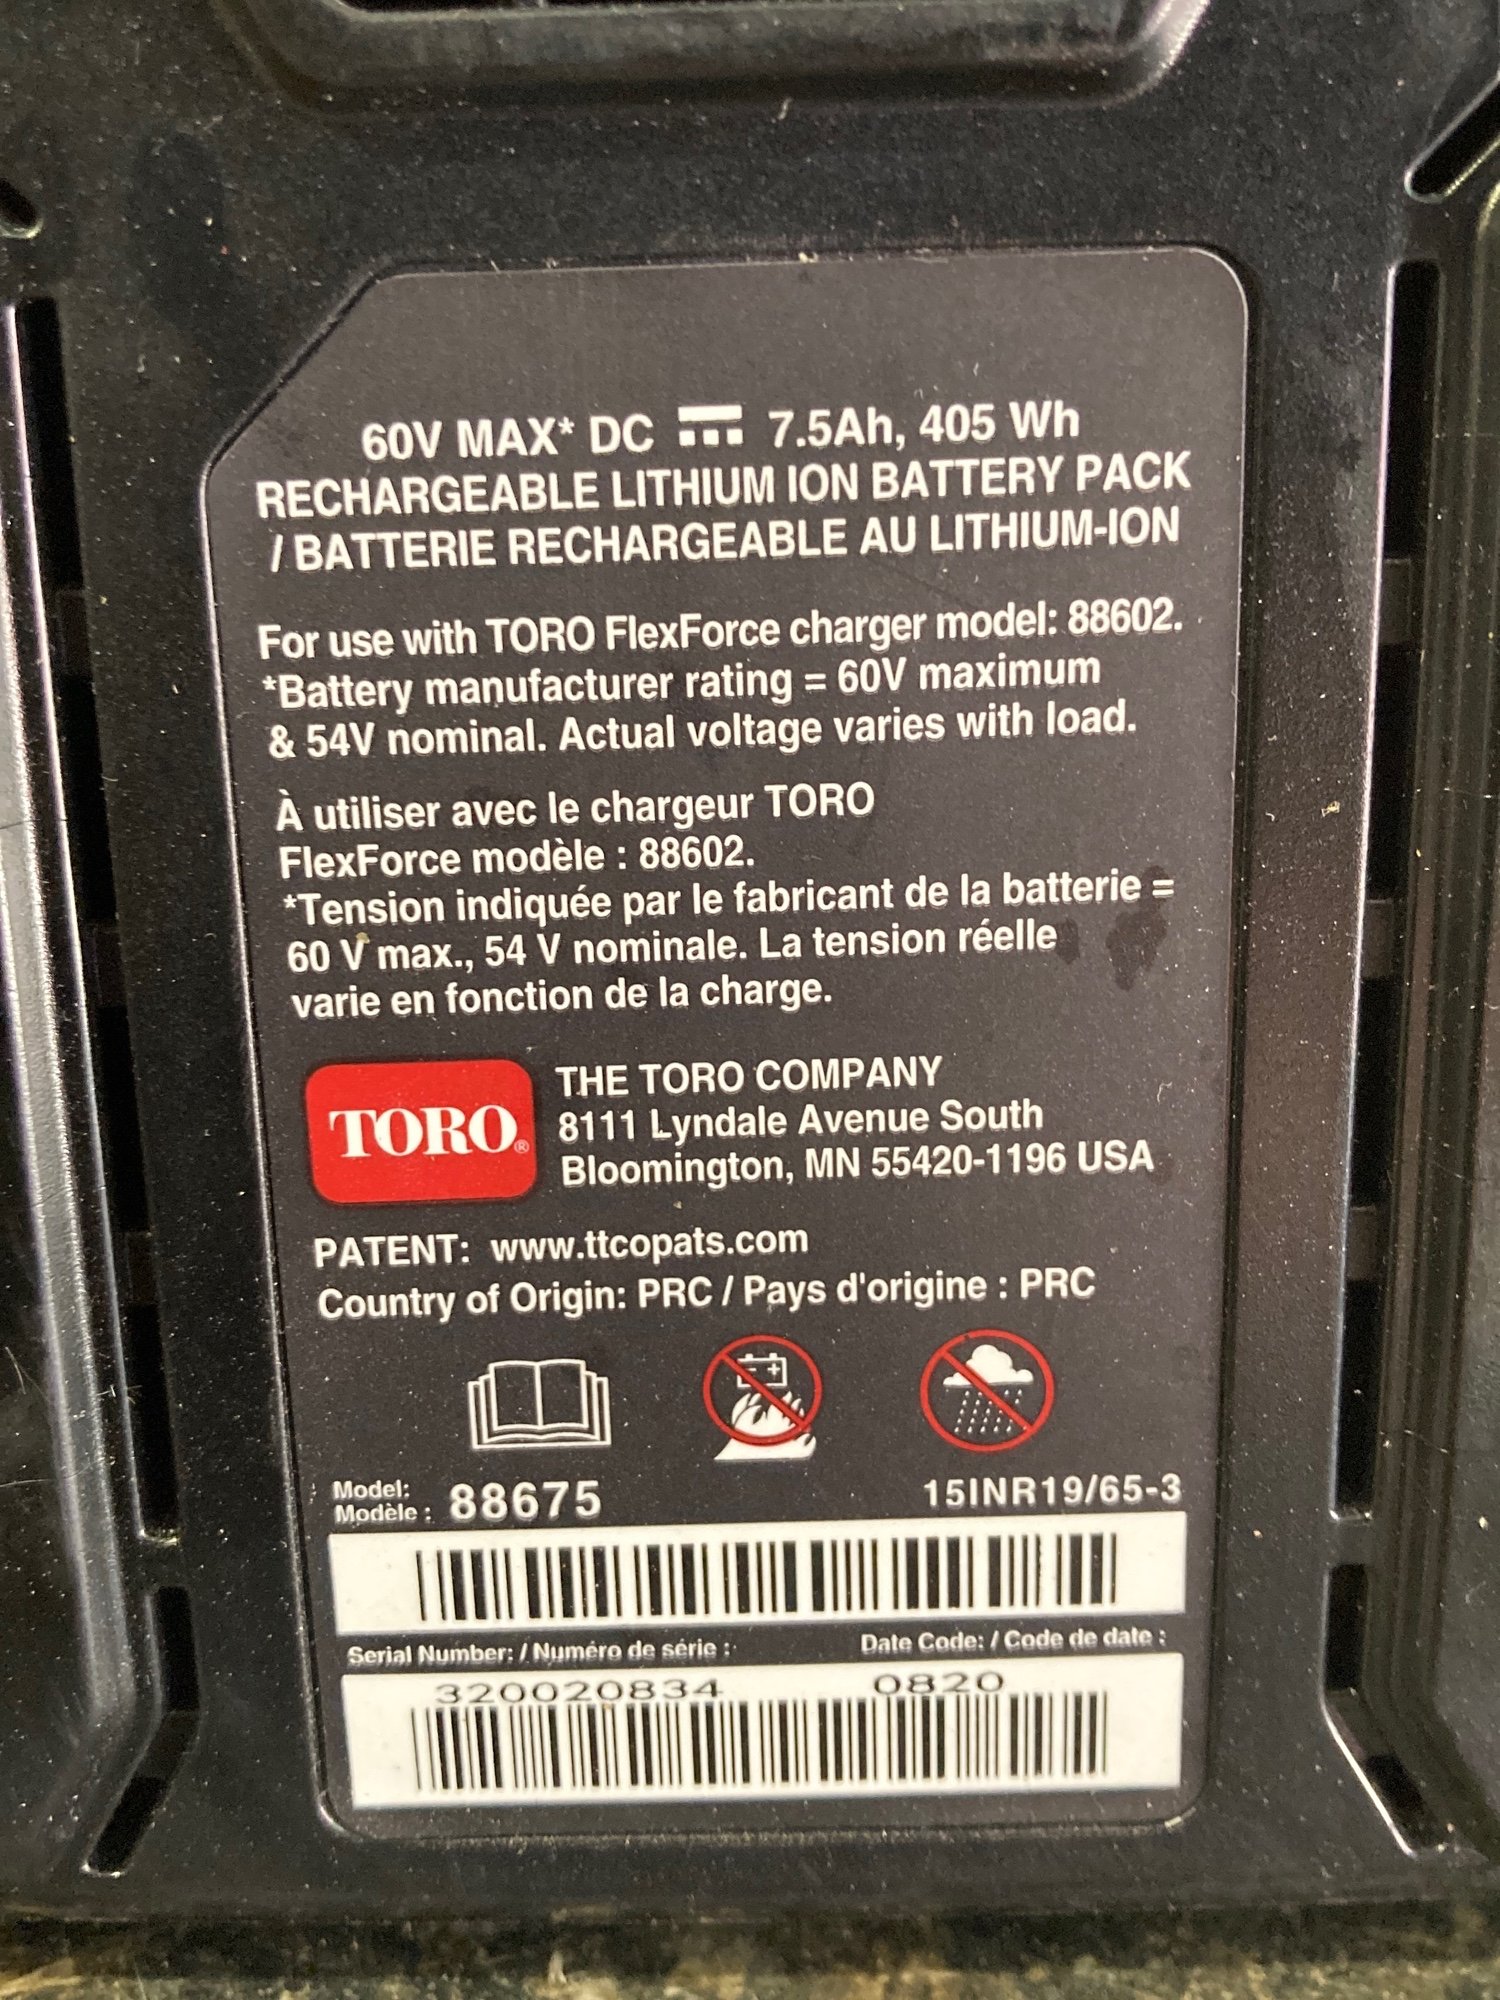 60V MAX* DC 7.5Ah, 405 Wh
RECHARGEABLE LITHIUM ION BATTERY PACK
/ BATTERIE RECHARGEABLE AU LITHIUM-ION
For use with TORO FlexForce charger model: 88602.
*Battery manufacturer rating = 60V maximum
& 54V nominal. Actual voltage varies with load.
À utiliser avec le chargeur TORO
FlexForce modèle : 88602.
*Tension indiquée par le fabricant de la batterie =
60 V max., 54 V nominale. La tension réelle
varie en fonction de la charge.
TORO®
THE TORO COMPANY
8111 Lyndale Avenue South
Bloomington, MN 55420-1196 USA
PATENT: www.ttcopats.com
Country of Origin: PRC / Pays d'origine : PRC
Model:
Modèle : 88675 15INR19/65-3
Serial Number: / Numéro de série : Date Code: / Code de date :
320020834 0820